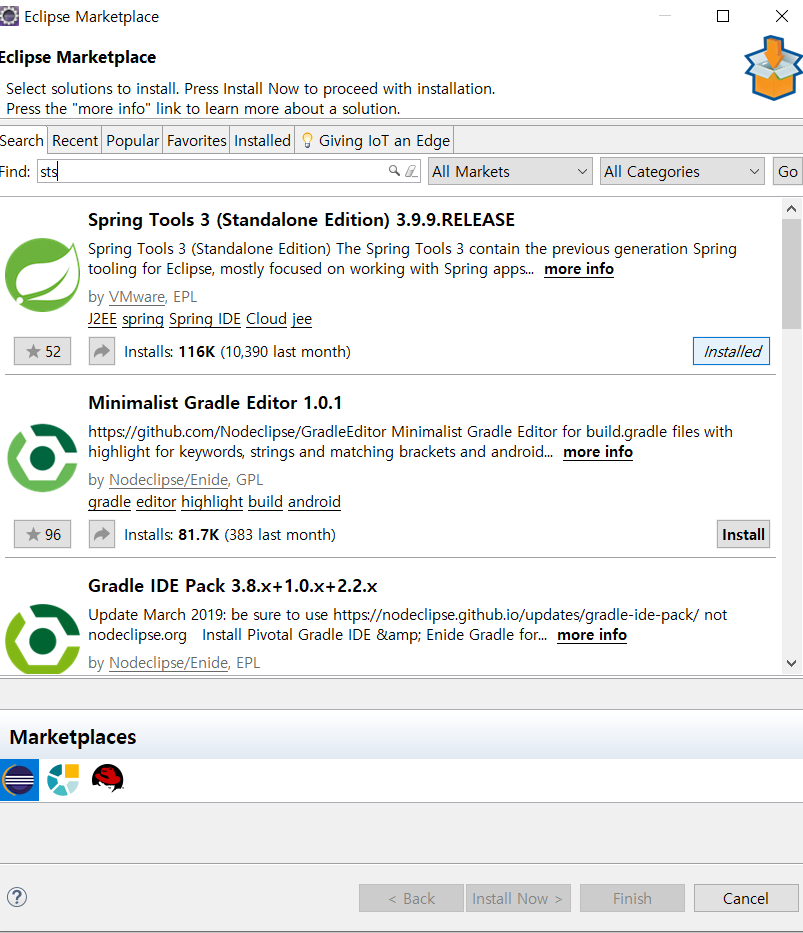 Eclipse Marketplace
Eclipse Marketplace
Select solutions to install. Press Install Now to proceed with installation.
Press the "more info" link to learn more about a solution.
Search Recent Popular Favorites Installed Giving IoT an Edge
Find: sts All Markets All Categories Go
Spring Tools 3 (Standalone Edition) 3.9.9.RELEASE
Spring Tools 3 (Standalone Edition) The Spring Tools 3 contain the previous generation Spring
tooling for Eclipse, mostly focused on working with Spring apps... more info
by VMware, EPL
J2EE spring Spring IDE Cloud jee
52 Installs: 116K (10,390 last month) Installed
Minimalist Gradle Editor 1.0.1
https://github.com/Nodeclipse/GradleEditor Minimalist Gradle Editor for build.gradle files with
highlight for keywords, strings and matching brackets and android... more info
by Nodeclipse/Enide, GPL
gradle editor highlight build android
96 Installs: 81.7K (383 last month) Install
Gradle IDE Pack 3.8.x+1.0.x+2.2.x
Update March 2019: be sure to use https://nodeclipse.github.io/updates/gradle-ide-pack/ not
nodeclipse.org Install Pivotal Gradle IDE &amp; Enide Gradle for... more info
by Nodeclipse/Enide, EPL
Marketplaces
< Back Install Now > Finish Cancel